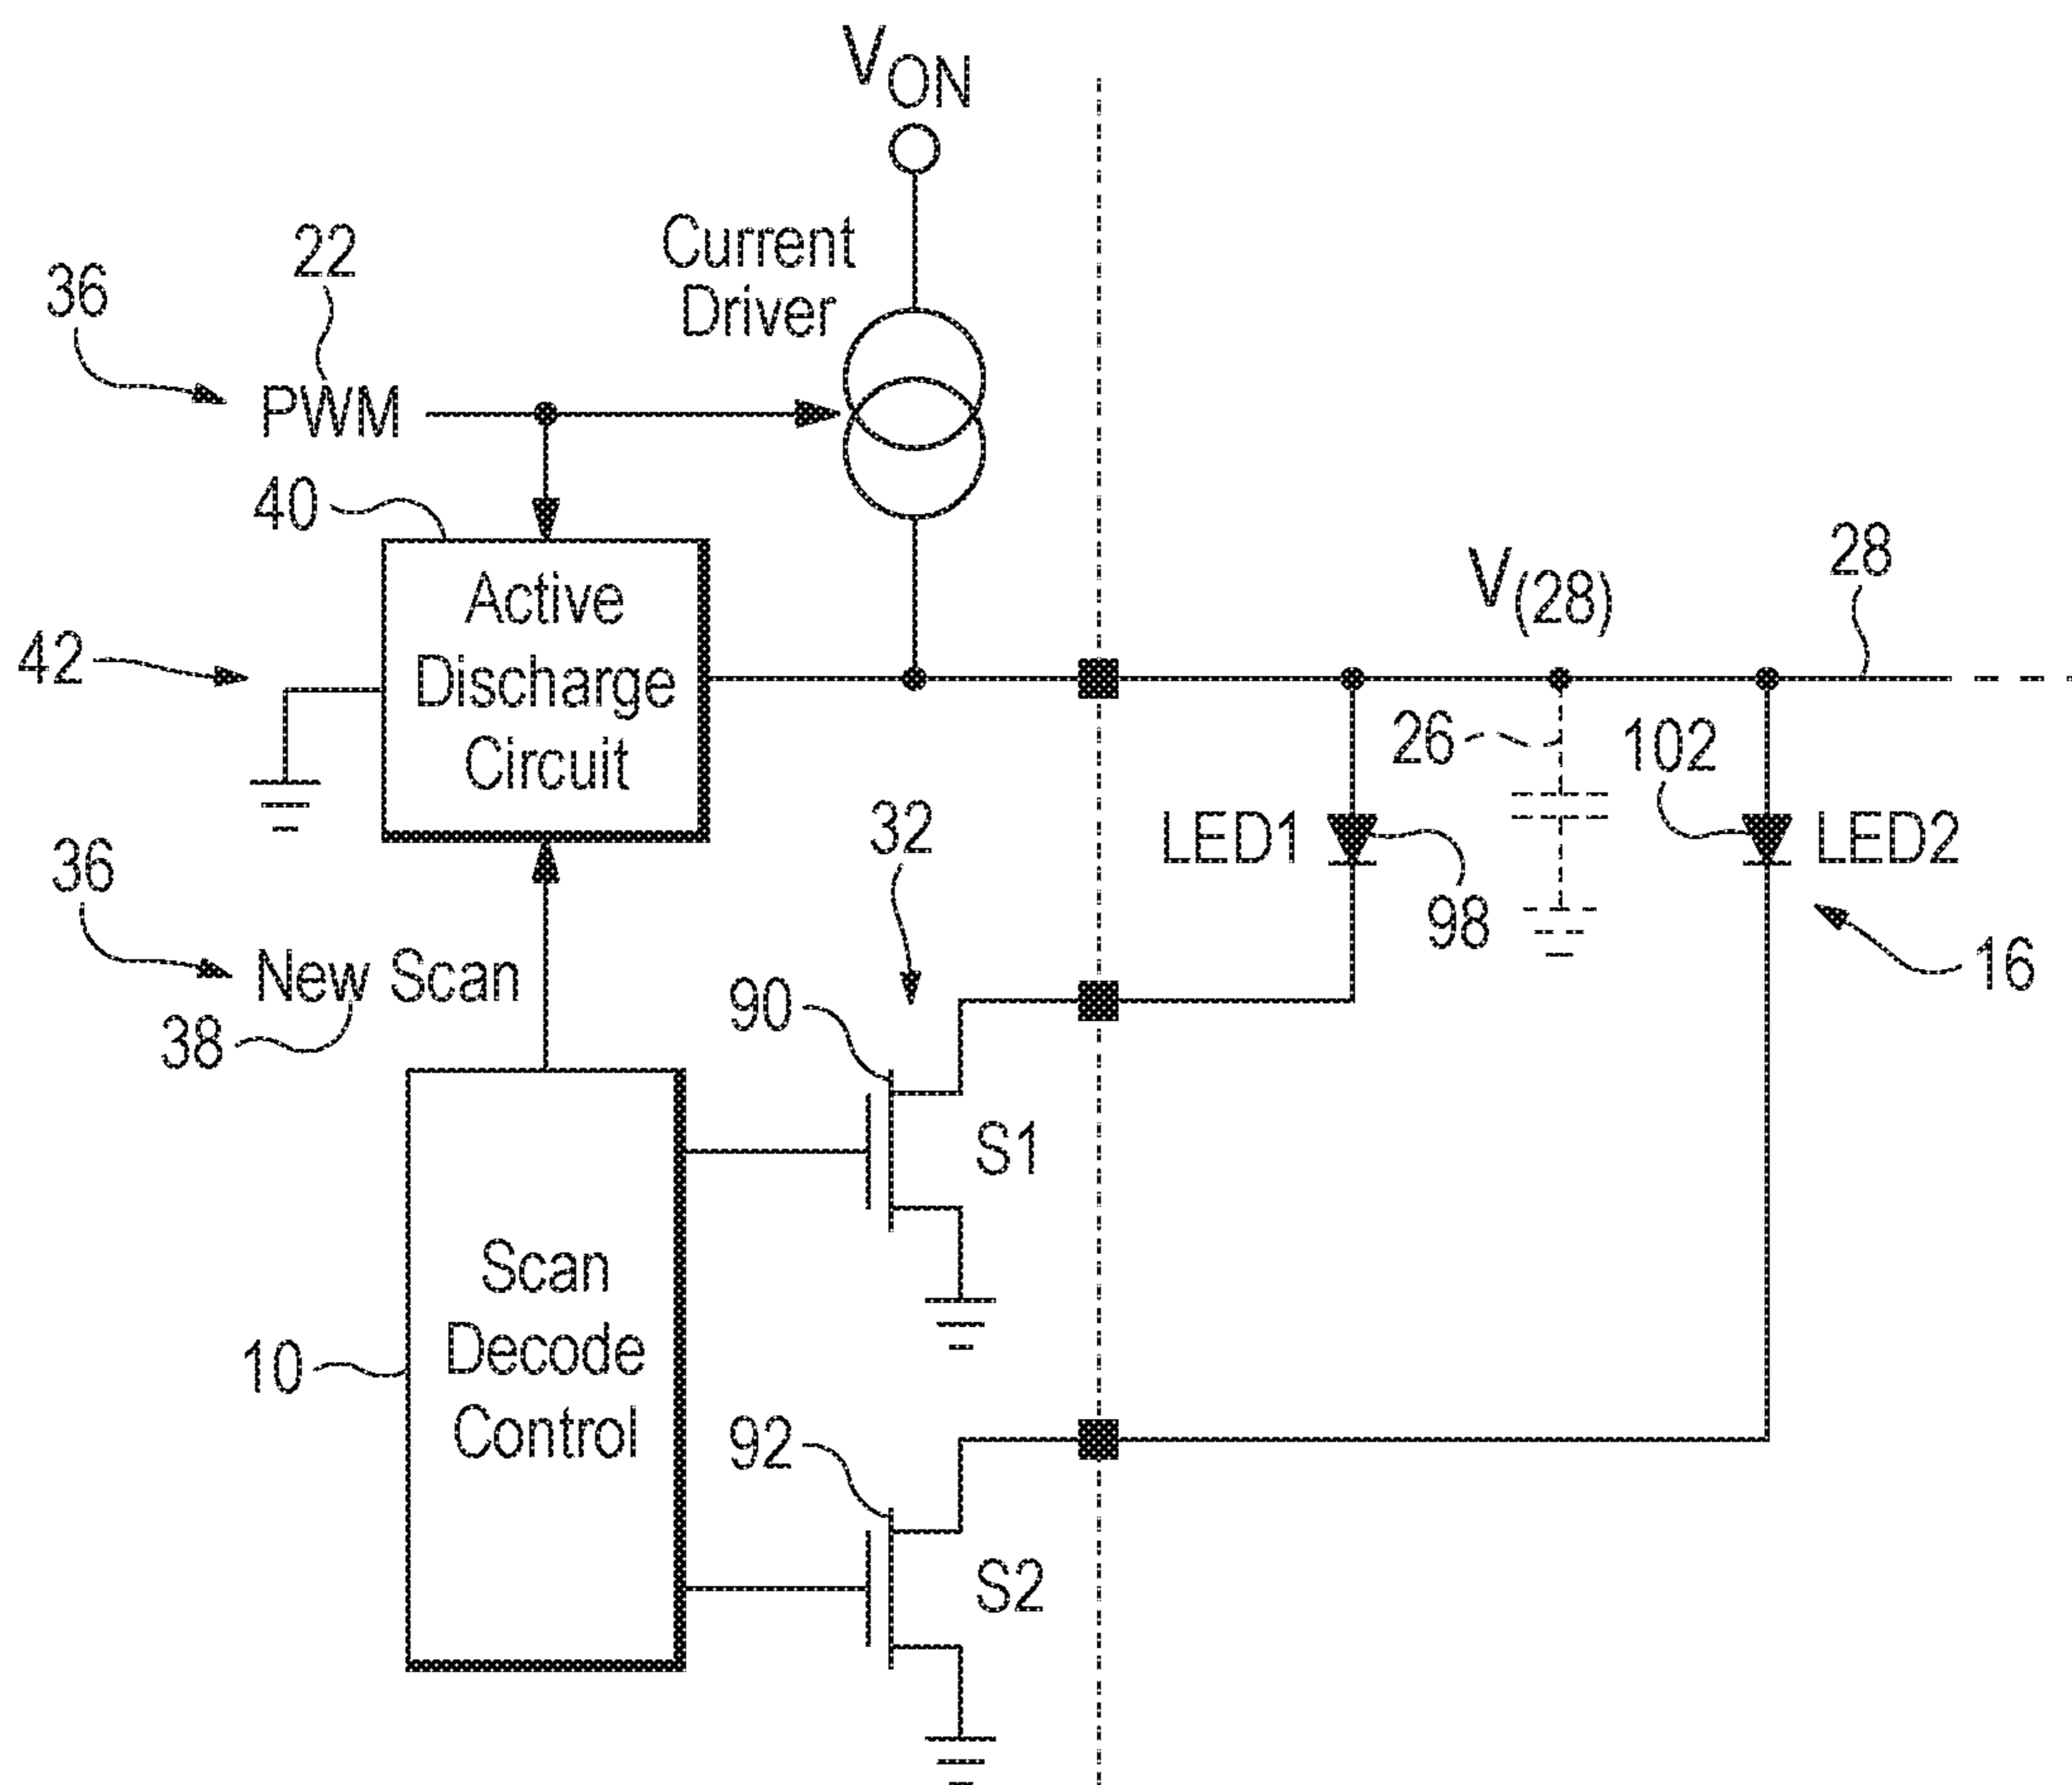 VON
Current
Driver
22
36
PWM
40
Active
Discharge
Circuit
42
V(28)
28
26
102
LED1
LED2
98
16
32
36
New Scan
38
90
S1
Scan
Decode
Control
10
92
S2